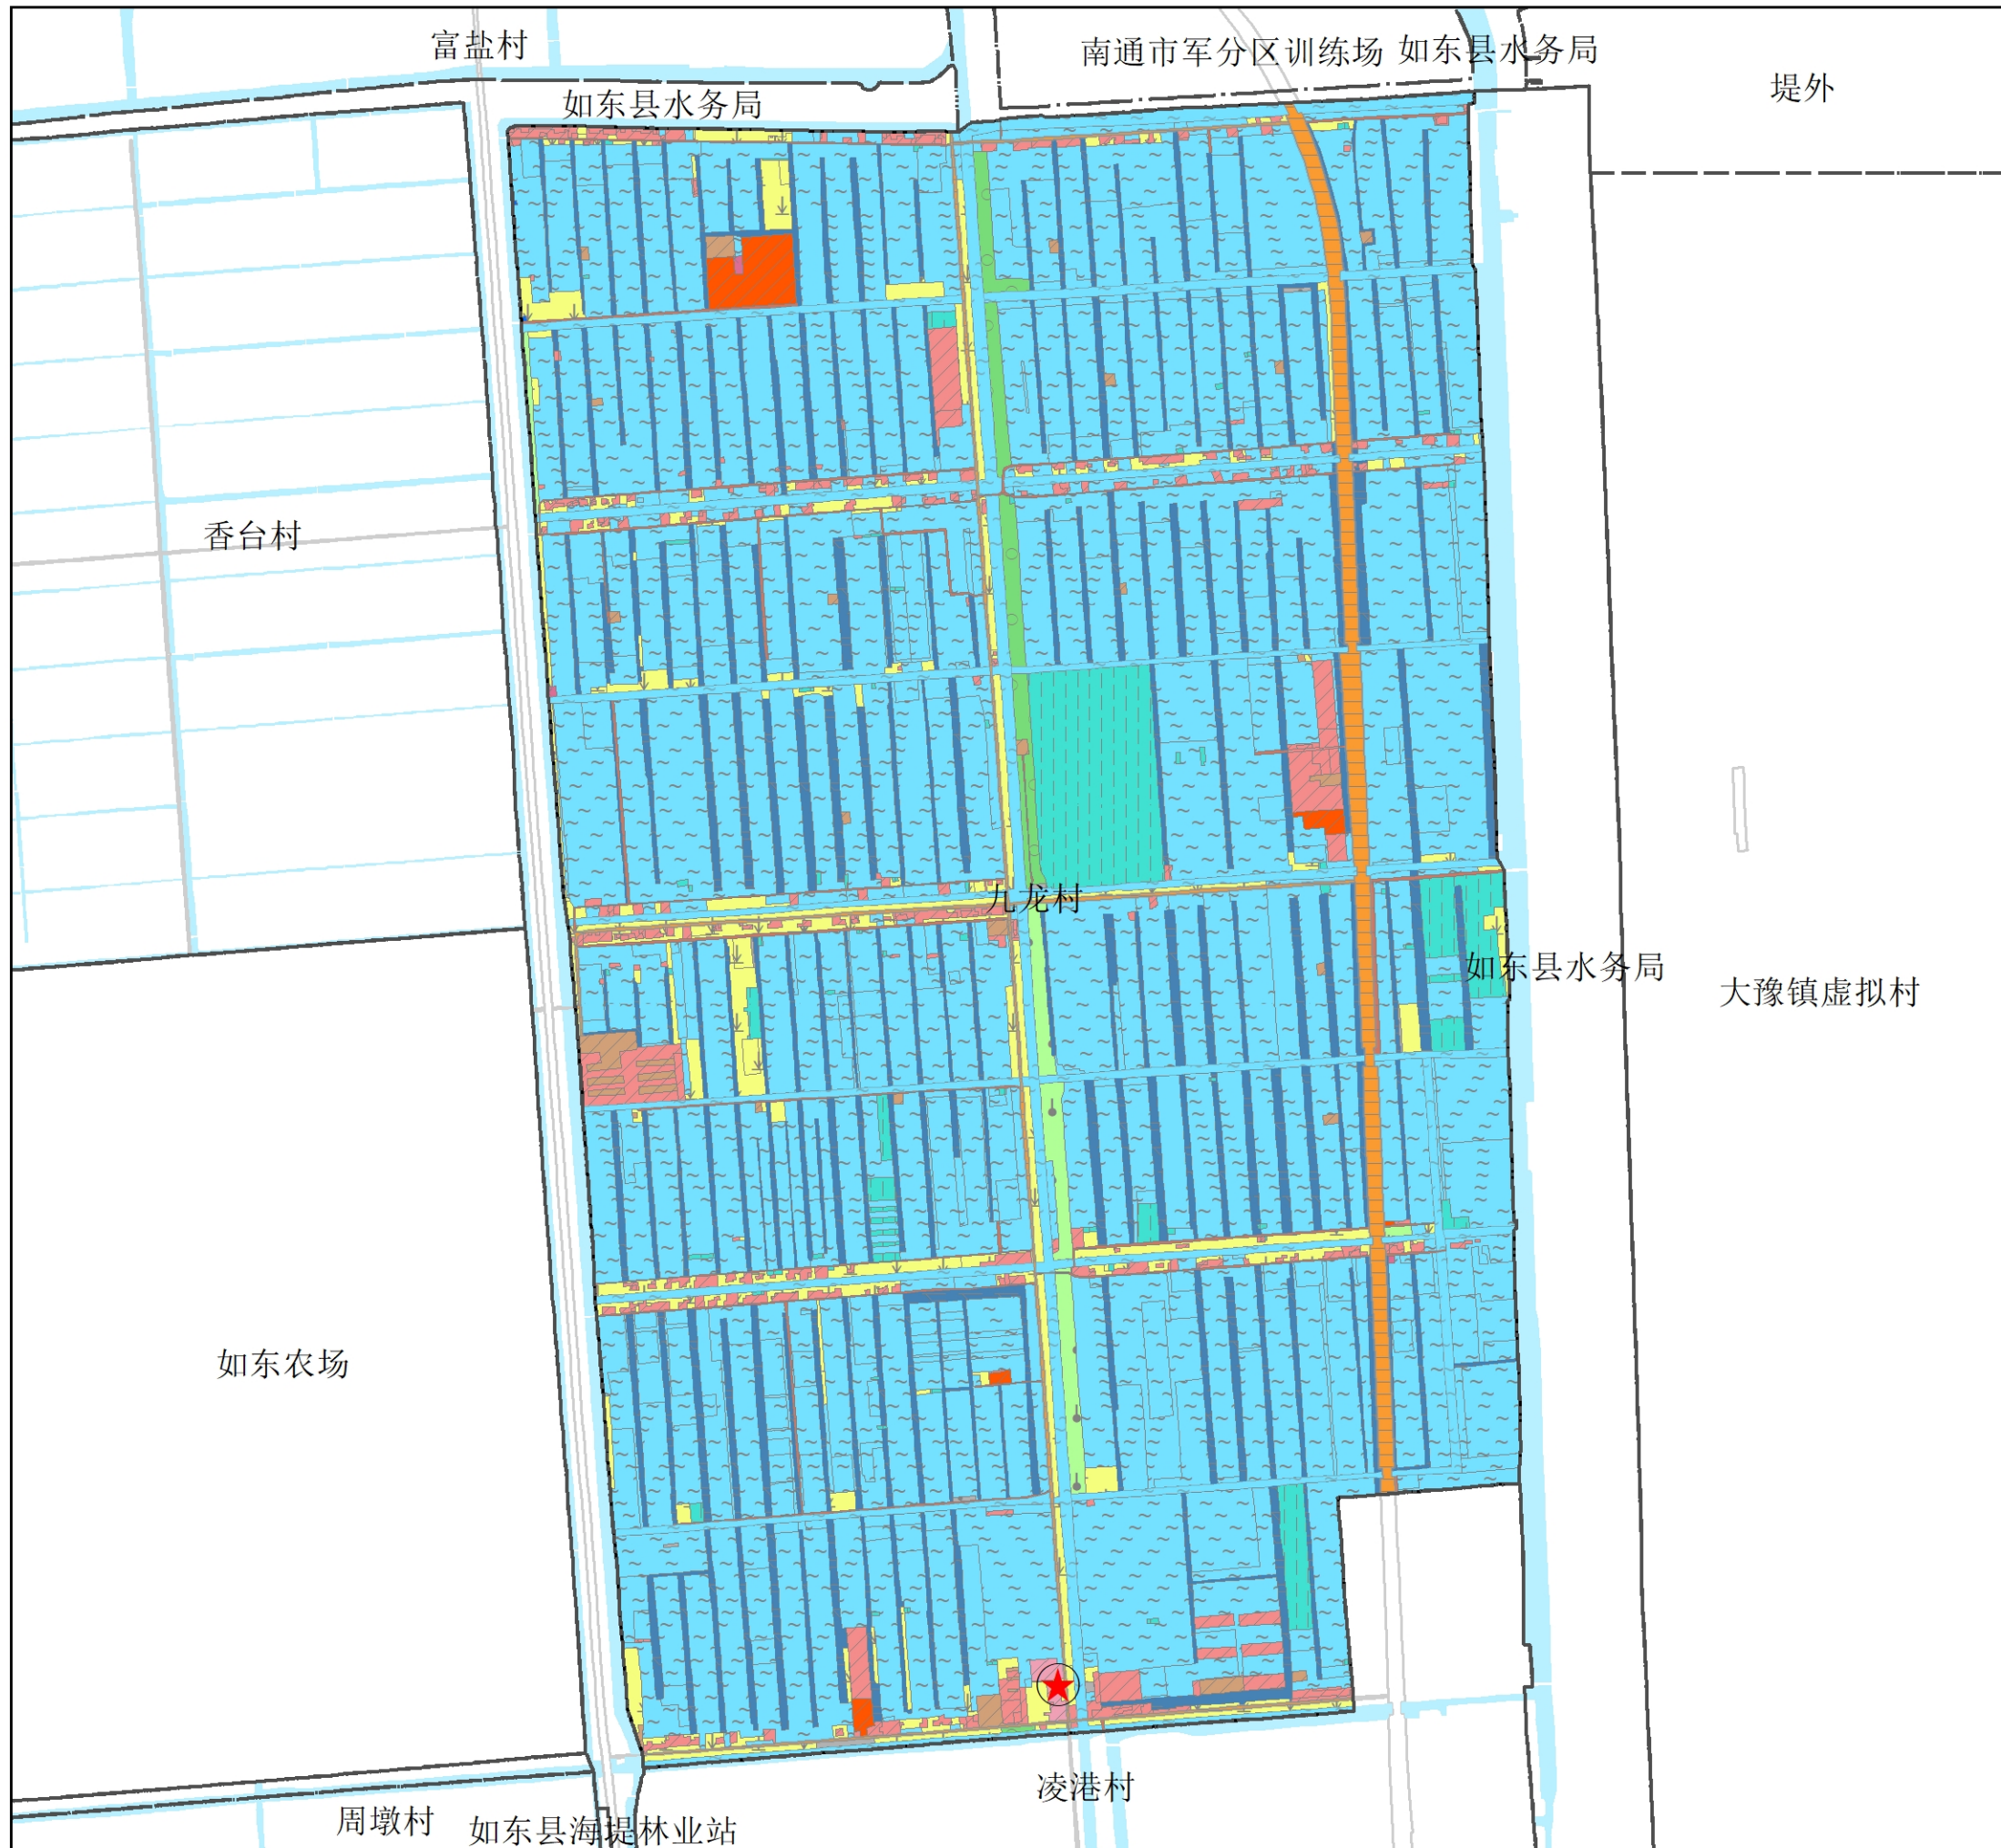 富盐村
南通市军分区训练场 如东县水务局
堤外
如东县水务局
香台村
九龙村
如东县水务局
大豫镇虚拟村
如东农场
凌港村
周墩村
如东县海堤林业站